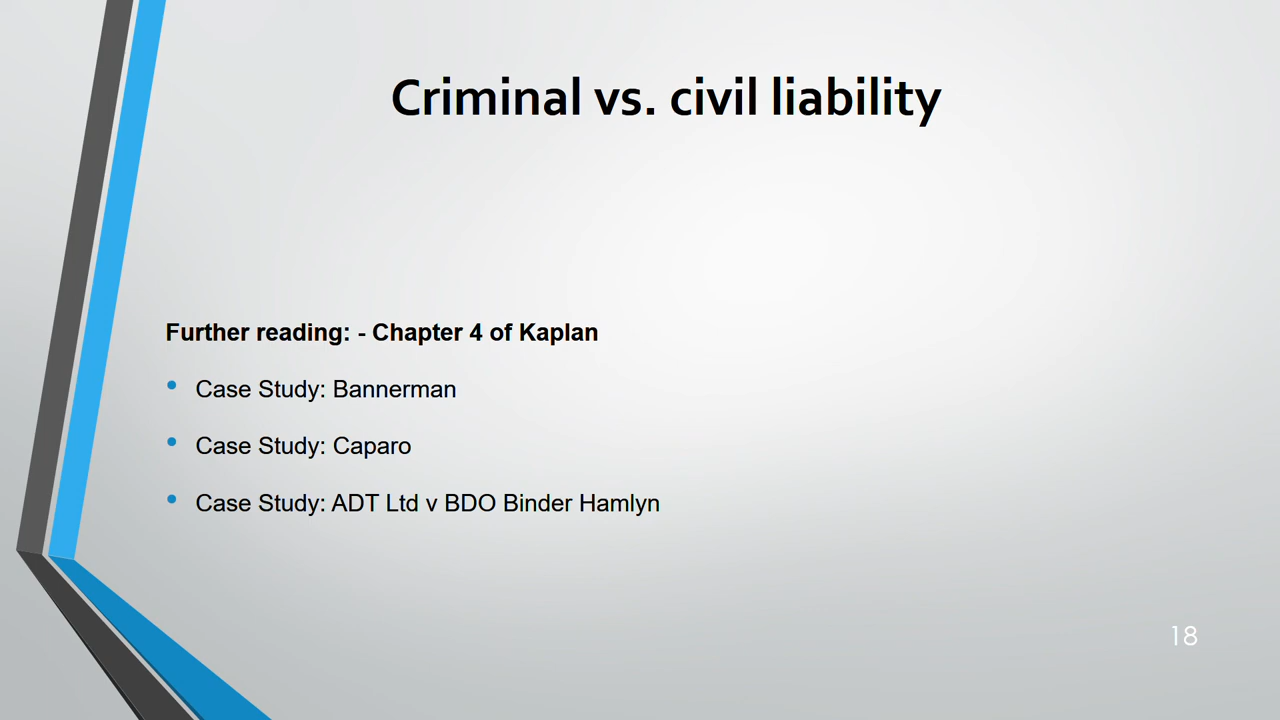 Criminal vs. civil liability
Further reading: - Chapter 4 of Kaplan
• Case Study: Bannerman
• Case Study: Caparo
• Case Study: ADT Ltd v BDO Binder Hamlyn
18